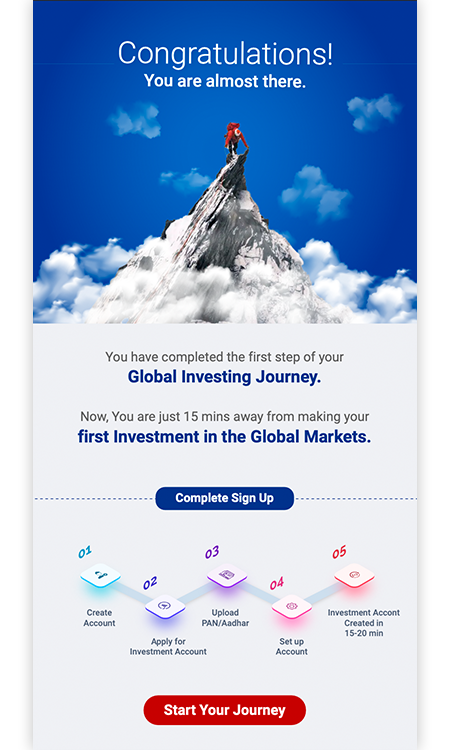 Congratulations!
You are almost there.
You have completed the first step of your
Global Investing Journey.
Now, You are just 15 mins away from making your
first Investment in the Global Markets.
Complete Sign Up
01
Create
Account
02
Apply for
Investment Account
03
Upload
PAN/Aadhar
04
Set up
Account
05
Investment Accont
Created in
15-20 min
Start Your Journey